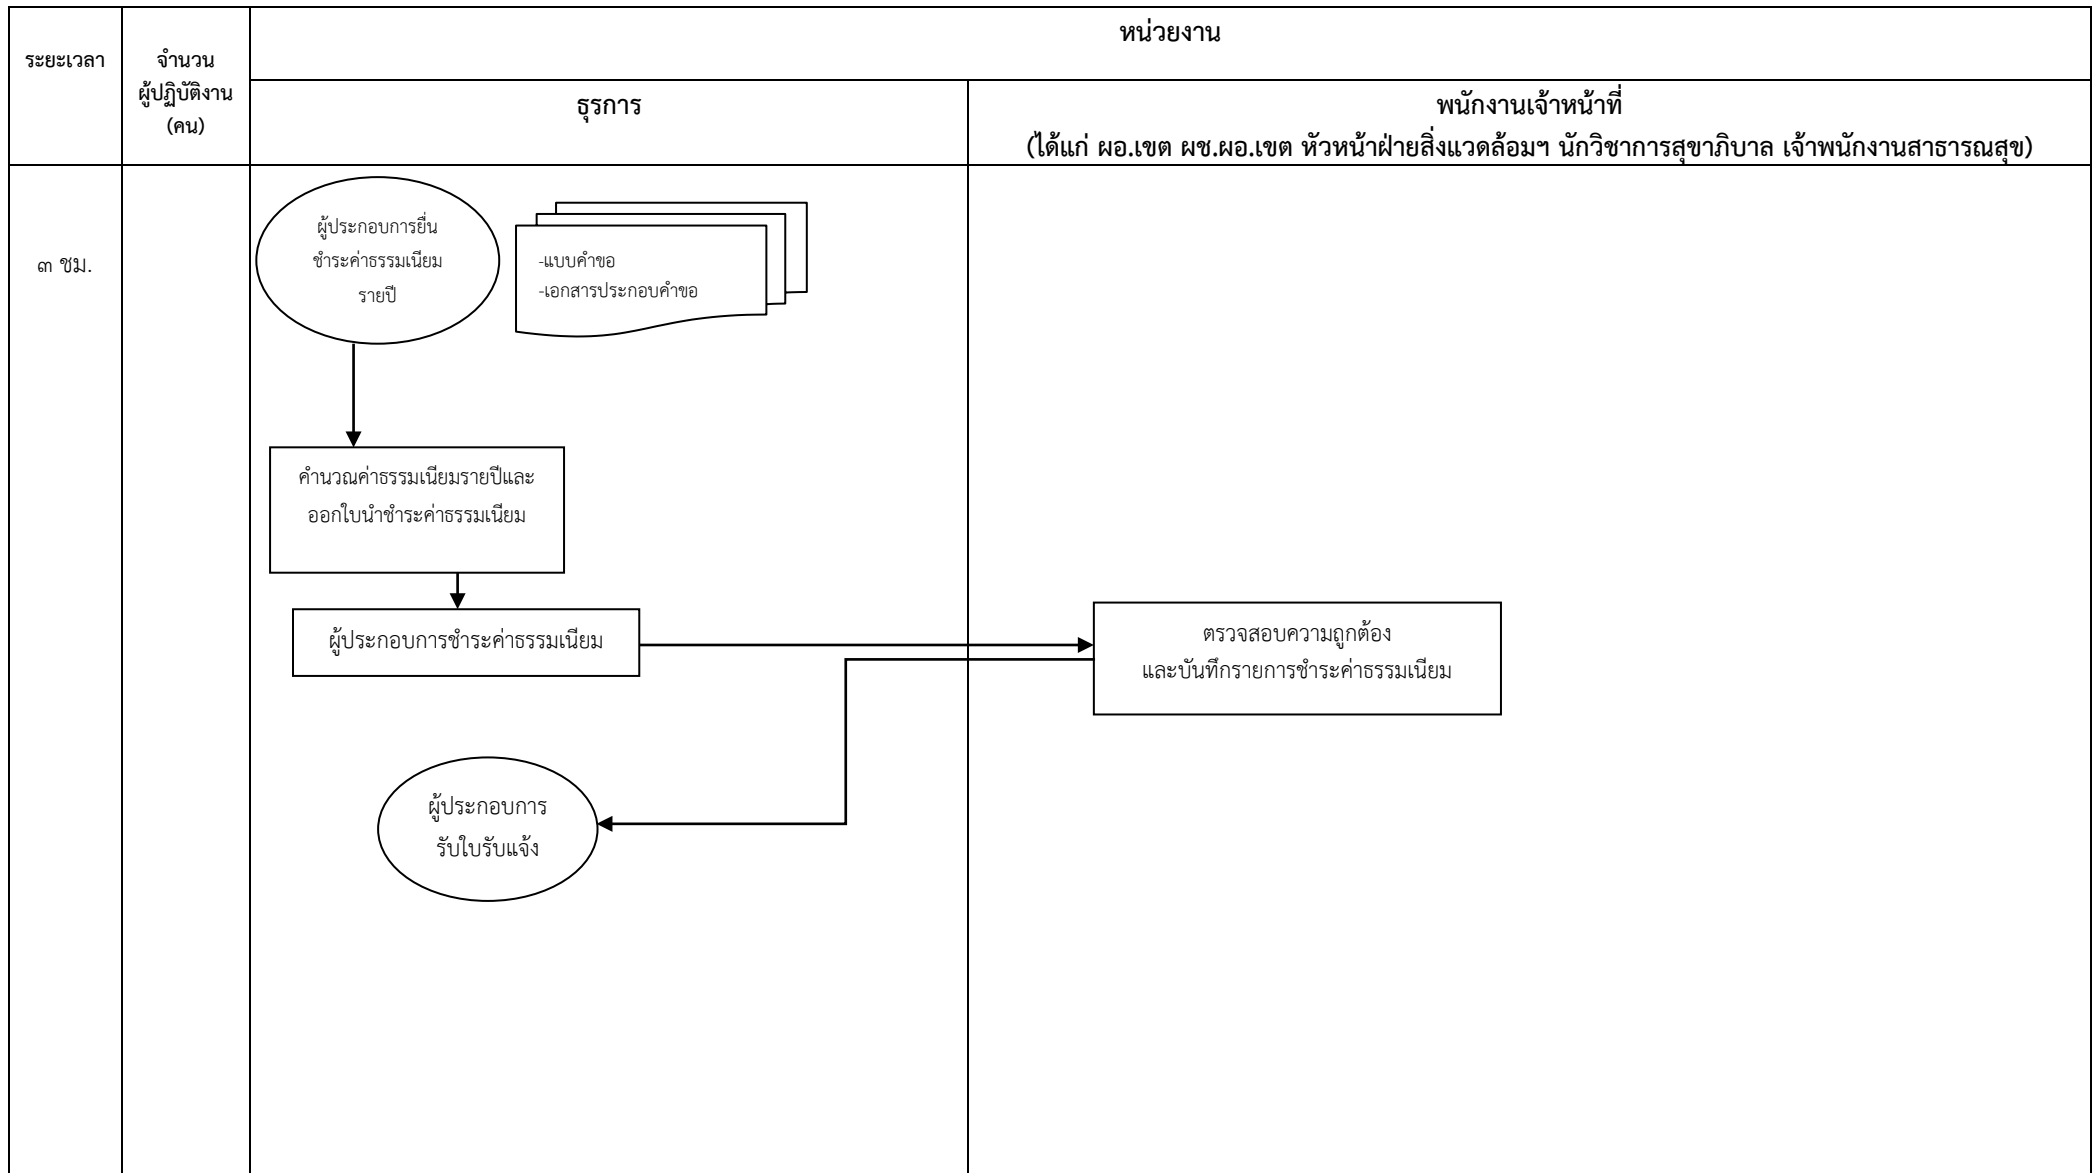 หน่วยงาน
ระยะเวลา
จำนวน
ผู้ปฏิบัติงาน
(คน)
ธุรการ
พนักงานเจ้าหน้าที่
(ได้แก่ ผอ.เขต ผช.ผอ.เขต หัวหน้าฝ่ายสิ่งแวดล้อมฯ นักวิชาการสุขาภิบาล เจ้าพนักงานสาธารณสุข)
๓ ชม.
ผู้ประกอบการยื่น
ชำระค่าธรรมเนียม
รายปี
-แบบคำขอ
-เอกสารประกอบคำขอ
คำนวณค่าธรรมเนียมรายปีและ
ออกใบนำชำระค่าธรรมเนียม
ผู้ประกอบการชำระค่าธรรมเนียม
ตรวจสอบความถูกต้อง
และบันทึกรายการชำระค่าธรรมเนียม
ผู้ประกอบการ
รับใบรับแจ้ง